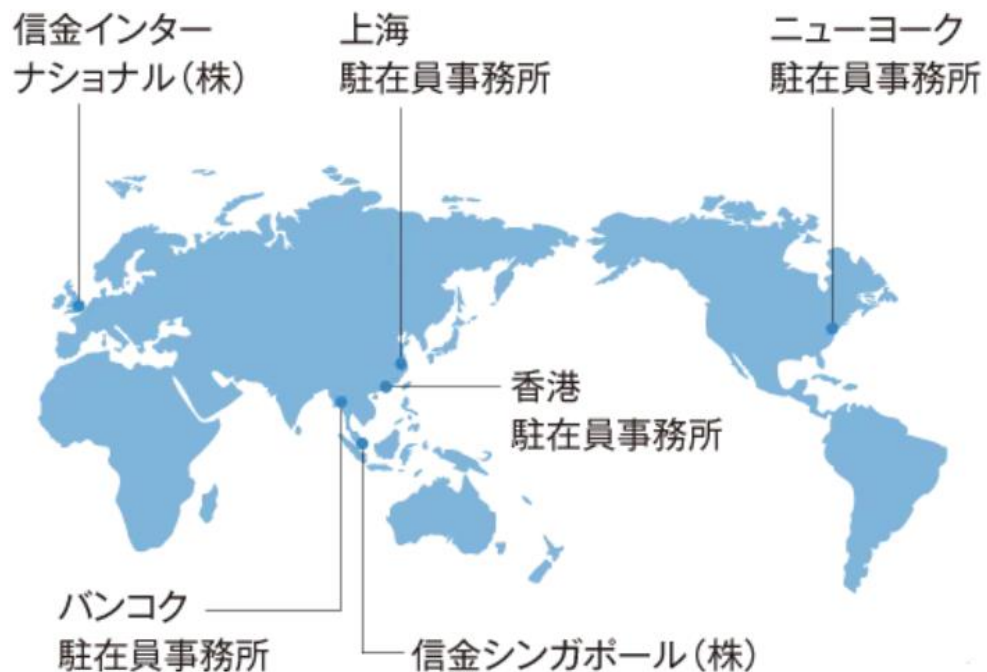 信金インター
ナショナル（株）
上海
駐在員事務所
ニューヨーク
駐在員事務所
香港
駐在員事務所
バンコク
駐在員事務所
信金シンガポール（株）